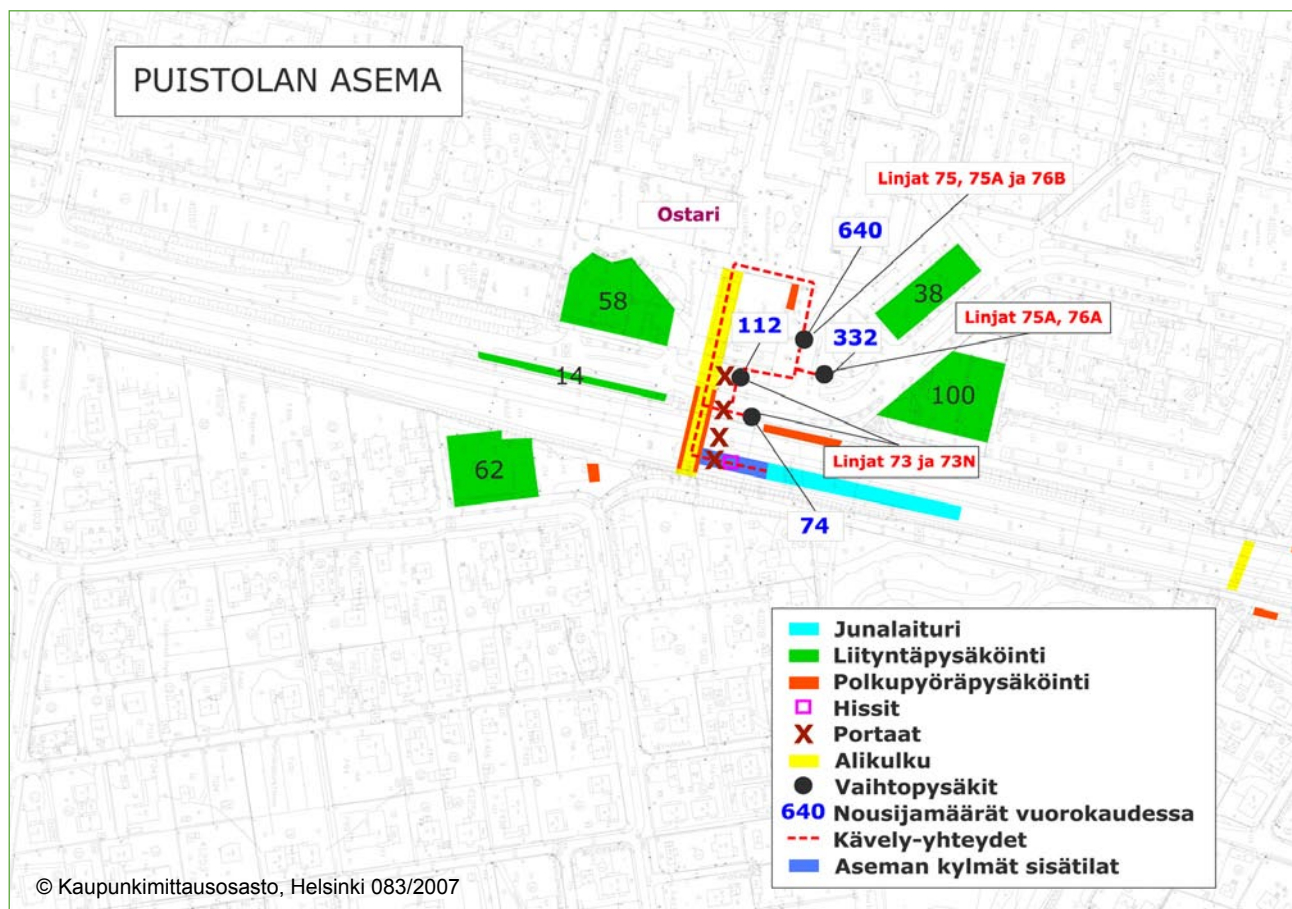 PUISTOLAN ASEMA
Linjat 75, 75A ja 76B
Ostari
640
58
38
112
332
Linjat 75A, 76A
14
100
62
Linjat 73 ja 73N
74
Junalaituri
Liityntäpysäköinti
Polkupyöräpysäköinti
Hissit
X Portaat
Alikulku
Vaihtopysäkit
640 Nousijamäärät vuorokaudessa
Kävely-yhteydet
Aseman kylmät sisätilat
© Kaupunkimittausosasto, Helsinki 083/2007